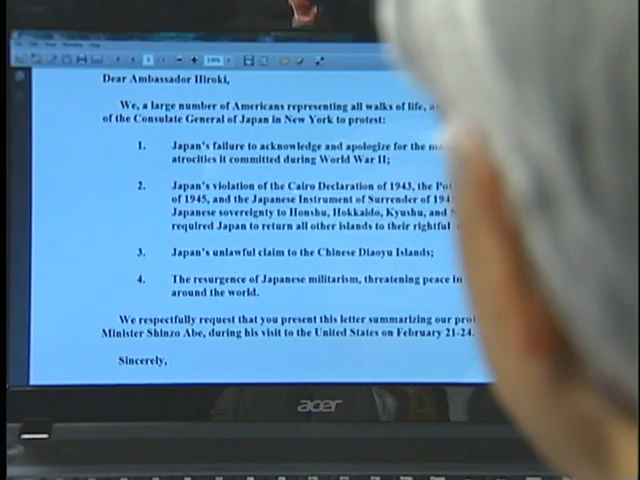 Dear Ambassador Hiroki,
We, a large number of Americans representing all walks of life,
of the Consulate General of Japan in New York to protest:
1. Japan's failure to acknowledge and apologize for the
atrocities it committed during World War II;
2. Japan's violation of the Cairo Declaration of 1943, the
of 1945, and the Japanese Instrument of Surrender of
Japanese sovereignty to Honshu, Hokkaido, Kyushu, and
required Japan to return all other islands to their rightful
3. Japan's unlawful claim to the Chinese Diaoyu Islands;
4. The resurgence of Japanese militarism, threatening peace in
around the world.
We respectfully request that you present this letter summarizing our
Minister Shinzo Abe, during his visit to the United States on February 21-24.
Sincerely,
acer